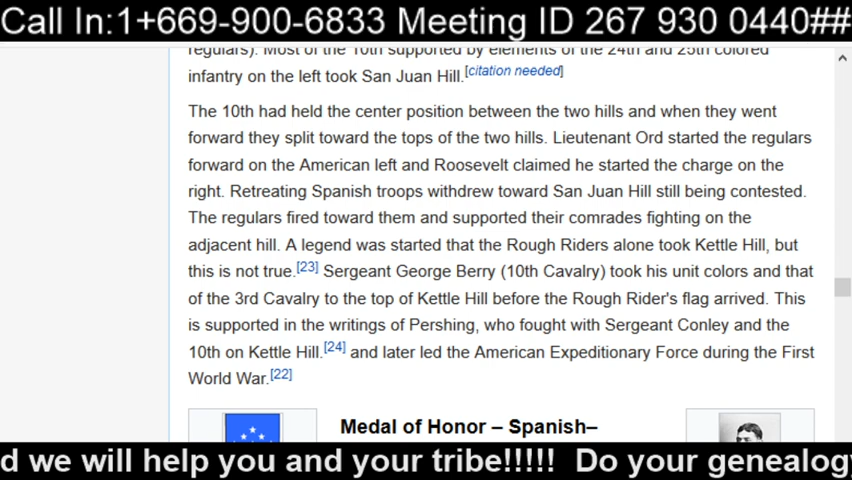 Call In:1+669-900-6833 Meeting ID 267 930 0440##
regulars). Most of the 10th supported by elements of the 24th and 25th colored
infantry on the left took San Juan Hill.[citation needed]
The 10th had held the center position between the two hills and when they went
forward they split toward the tops of the two hills. Lieutenant Ord started the regulars
forward on the American left and Roosevelt claimed he started the charge on the
right. Retreating Spanish troops withdrew toward San Juan Hill still being contested.
The regulars fired toward them and supported their comrades fighting on the
adjacent hill. A legend was started that the Rough Riders alone took Kettle Hill, but
this is not true.[23] Sergeant George Berry (10th Cavalry) took his unit colors and that
of the 3rd Cavalry to the top of Kettle Hill before the Rough Rider's flag arrived. This
is supported in the writings of Pershing, who fought with Sergeant Conley and the
10th on Kettle Hill.[24] and later led the American Expeditionary Force during the First
World War.[22]
Medal of Honor – Spanish–
d we will help you and your tribe!!!!! Do your genealogy